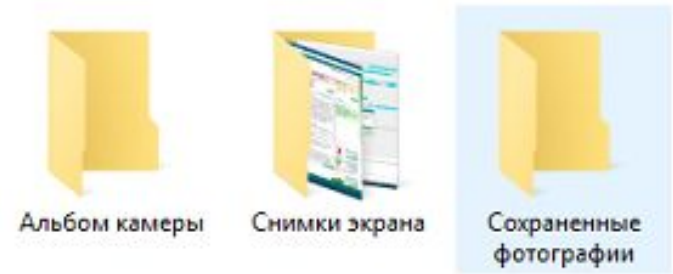 Альбом камеры
Снимки экрана
Сохраненные
фотографии